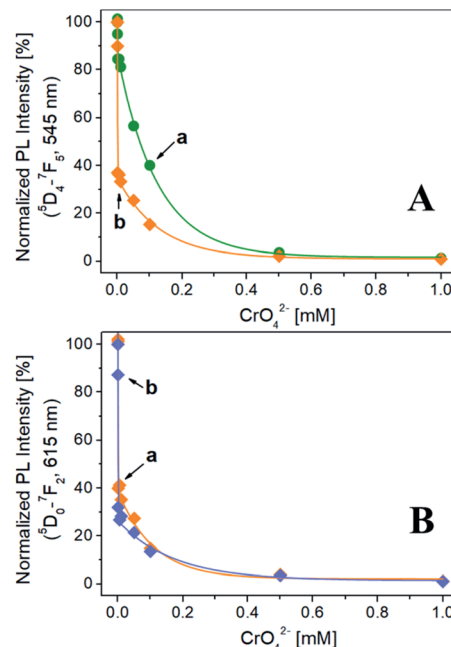 100
80
60
40
20
0
Normalized PL Intensity [%]
(⁵D₄-⁷F₅, 545 nm)
a
b
A
0.0 0.2 0.4 0.6 0.8 1.0
CrO₄²⁻ [mM]
100
80
60
40
20
0
Normalized PL Intensity [%]
(⁵D₀-⁷F₂, 615 nm)
b
a
B
0.0 0.2 0.4 0.6 0.8 1.0
CrO₄²⁻ [mM]